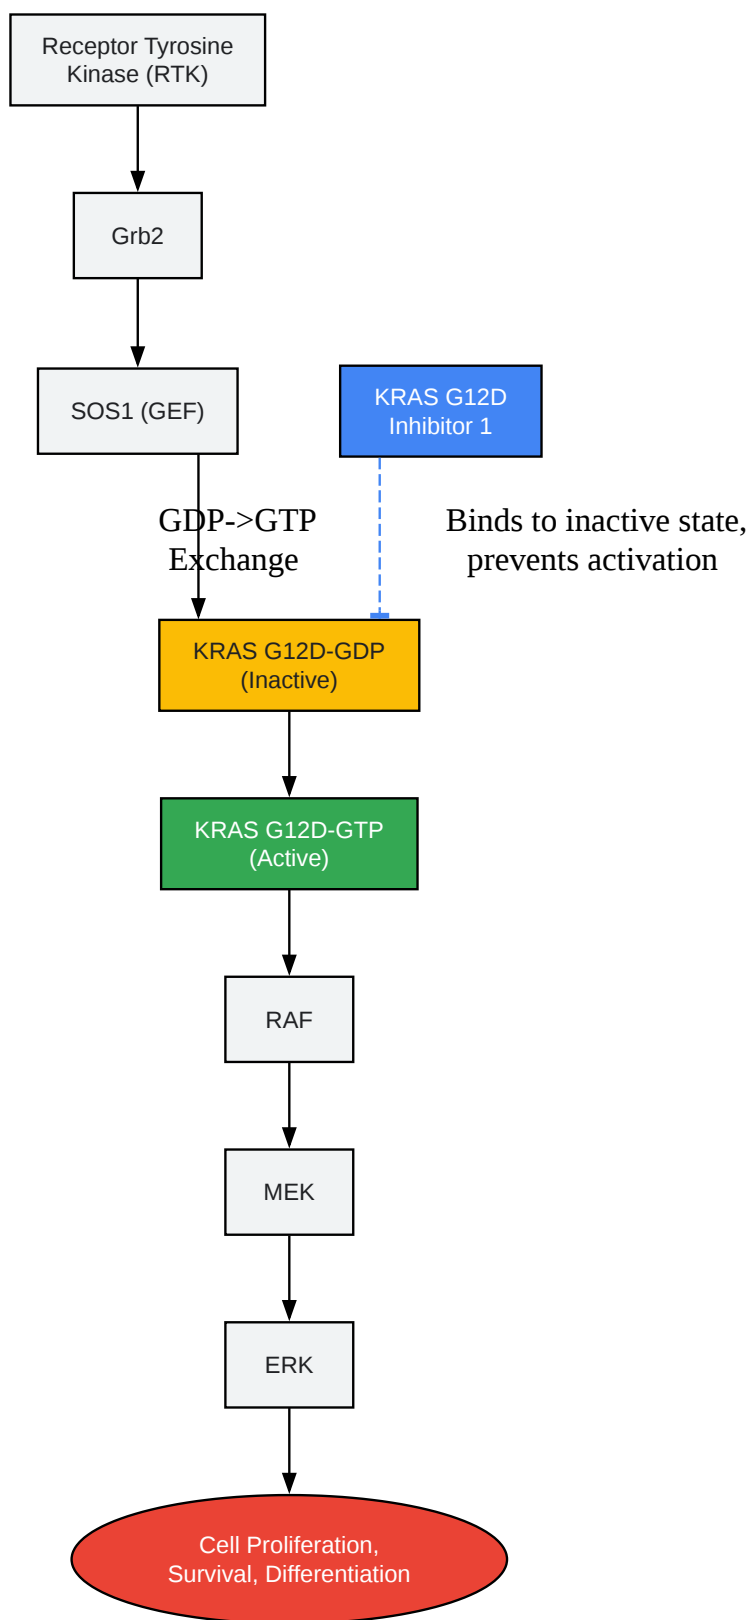 Receptor Tyrosine
Kinase (RTK)
Grb2
SOS1 (GEF)
KRAS G12D
Inhibitor 1
GDP->GTP
Exchange
Binds to inactive state,
prevents activation
KRAS G12D-GDP
(Inactive)
KRAS G12D-GTP
(Active)
RAF
MEK
ERK
Cell Proliferation,
Survival, Differentiation